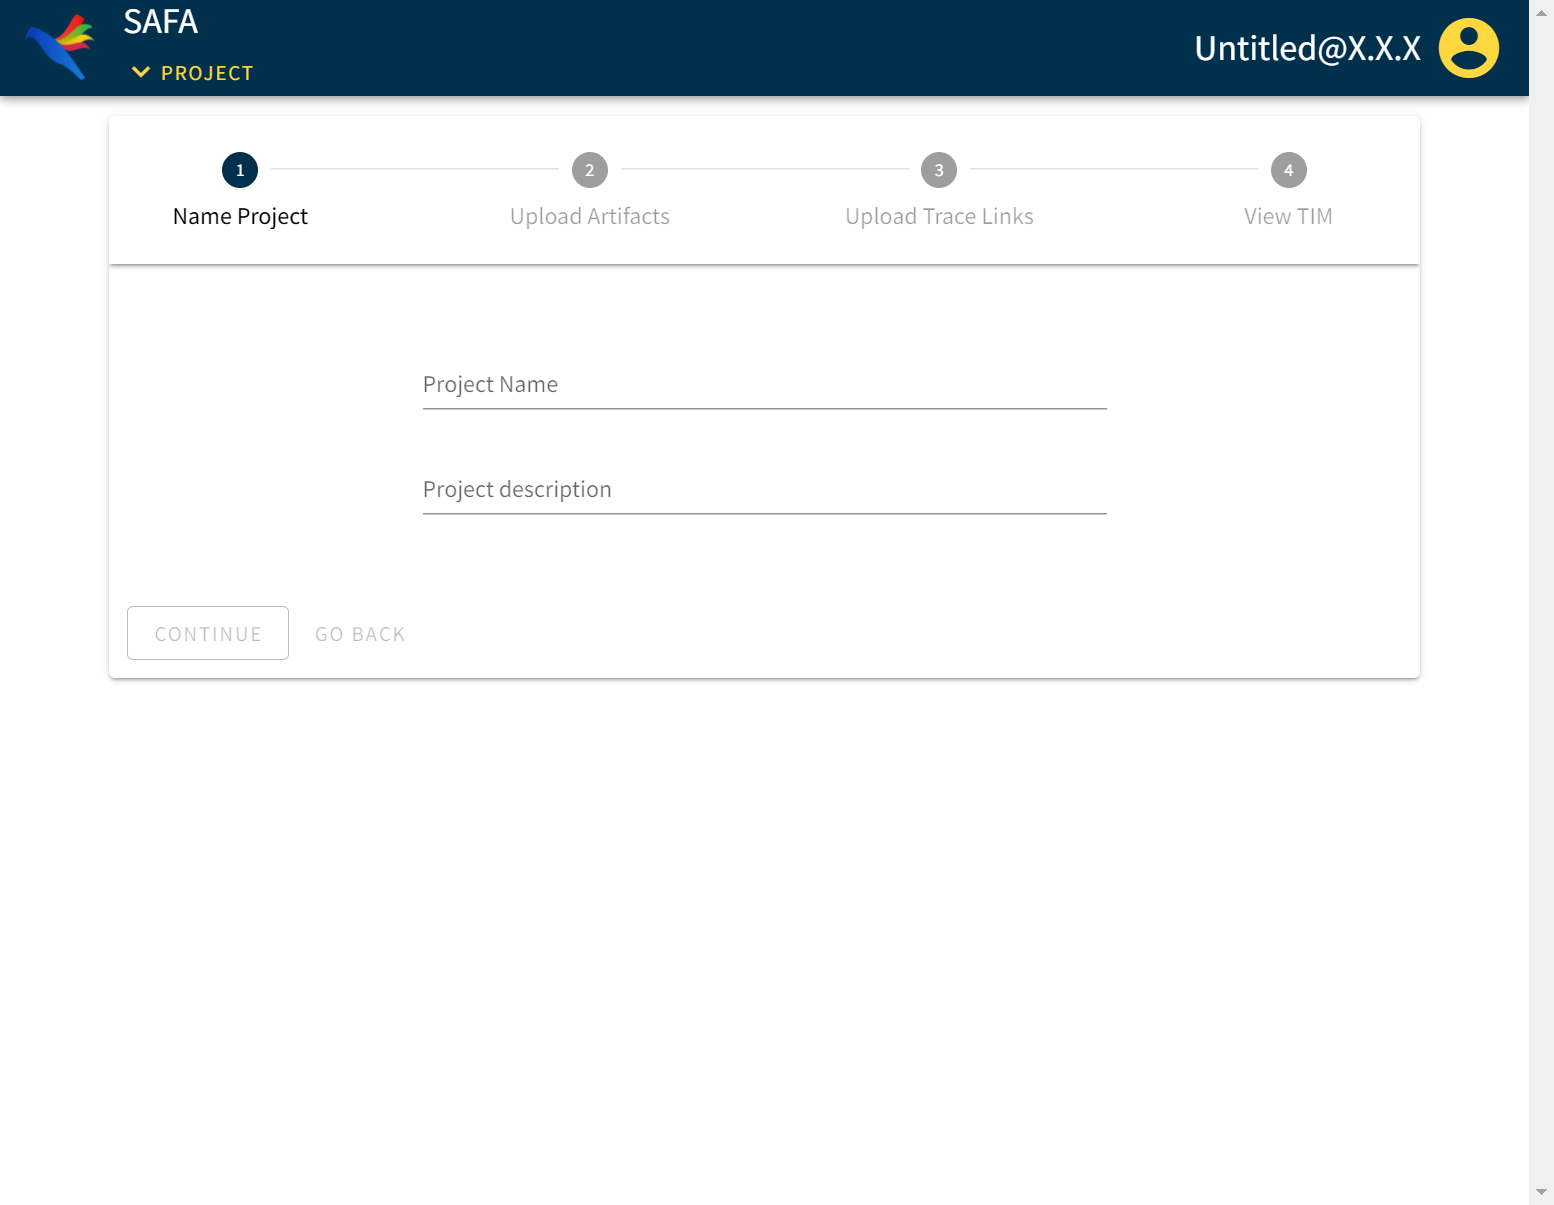 SAFA
PROJECT
Untitled@X.X.X
1
2
3
4
Name Project
Upload Artifacts
Upload Trace Links
View TIM
Project Name
Project description
CONTINUE
GO BACK